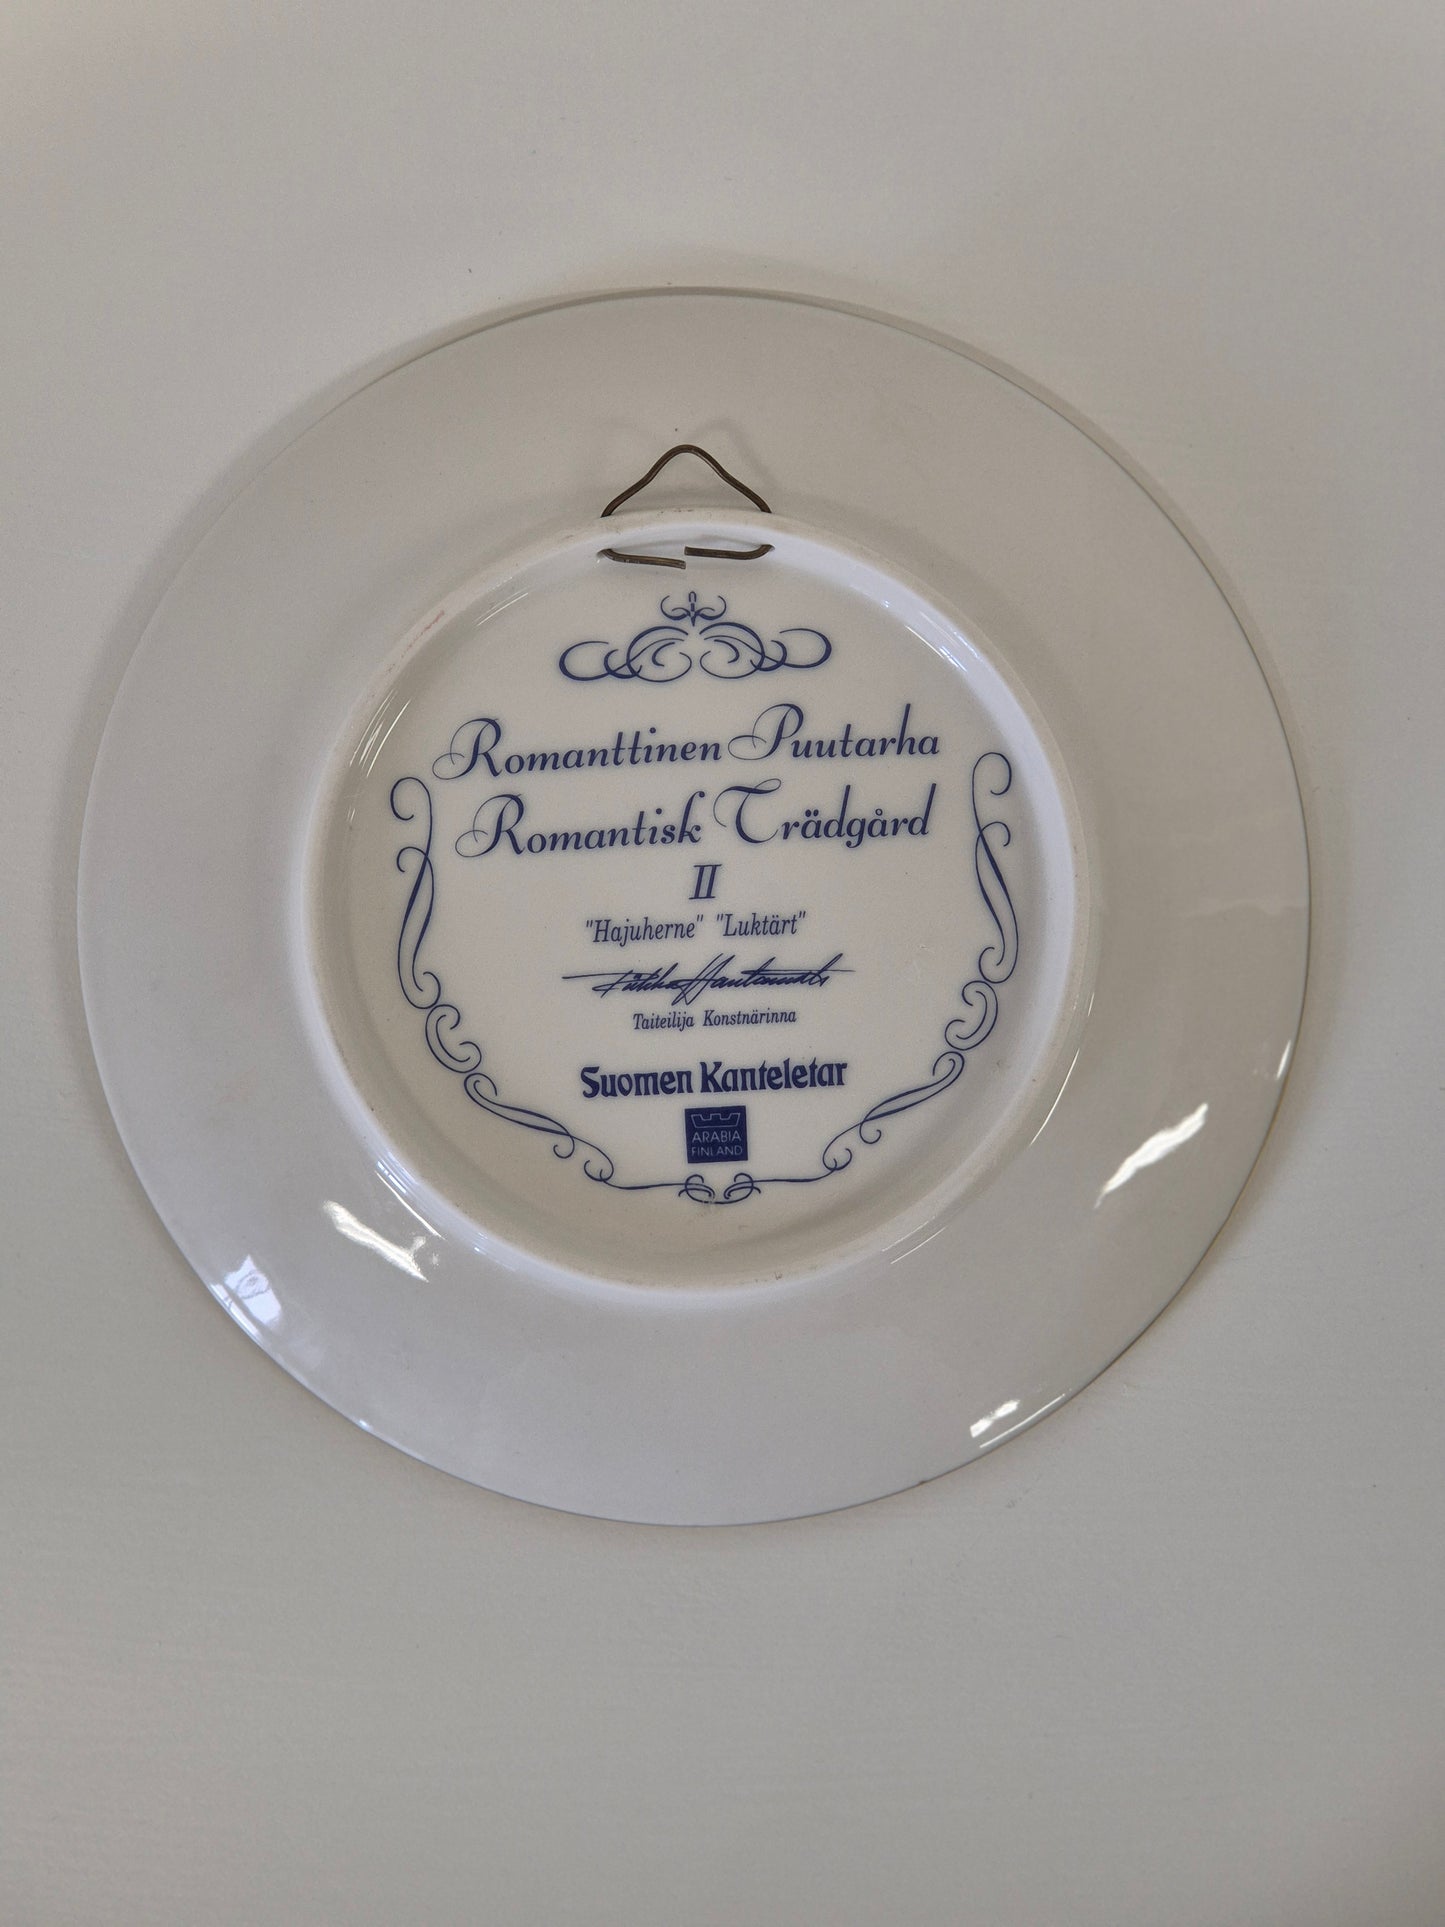 Romanttinen Puutarha
Romantisk Trädgård
II
"Hajuherne" "Luktärt"
Taiteilija Konstnärinna
Suomen Kanteletar
ARABIA
FINLAND